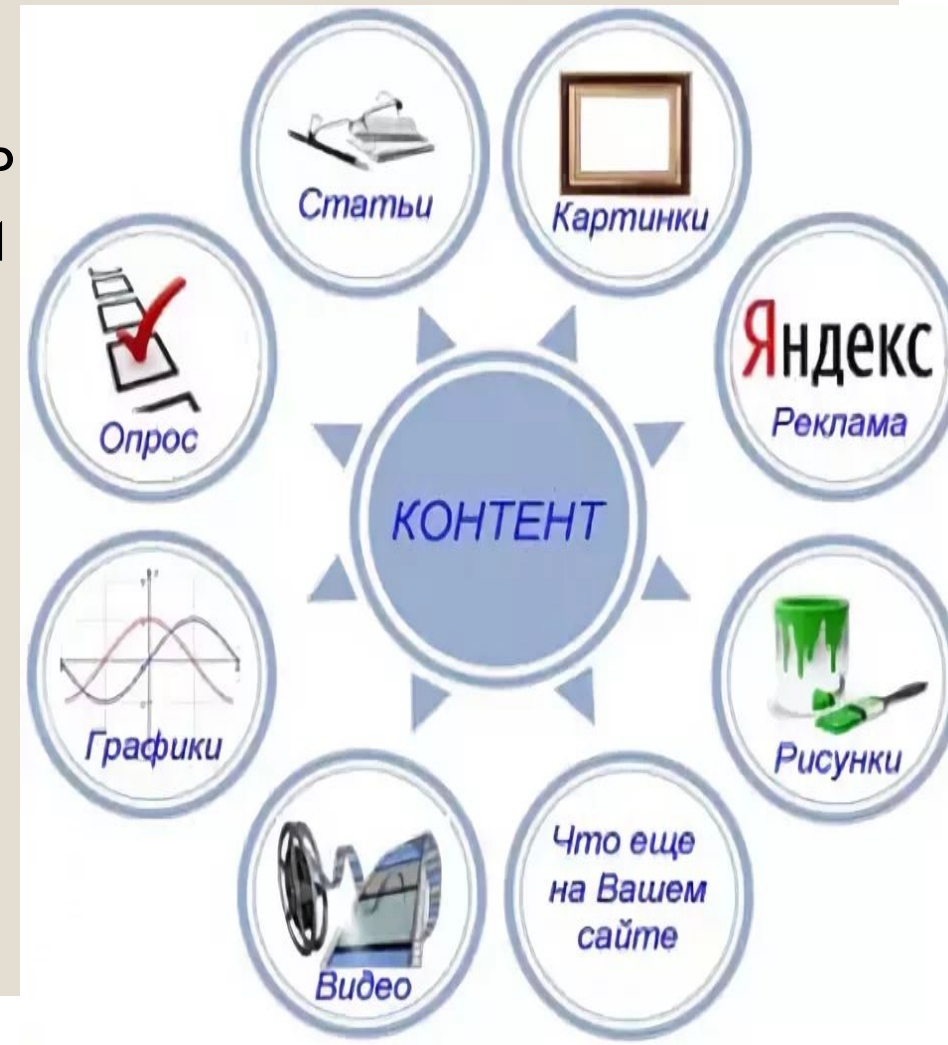 Статьи
Картинки
Яндекс
Реклама
Опрос
КОНТЕНТ
Графики
Рисунки
Видео
Что еще
на Вашем
сайте